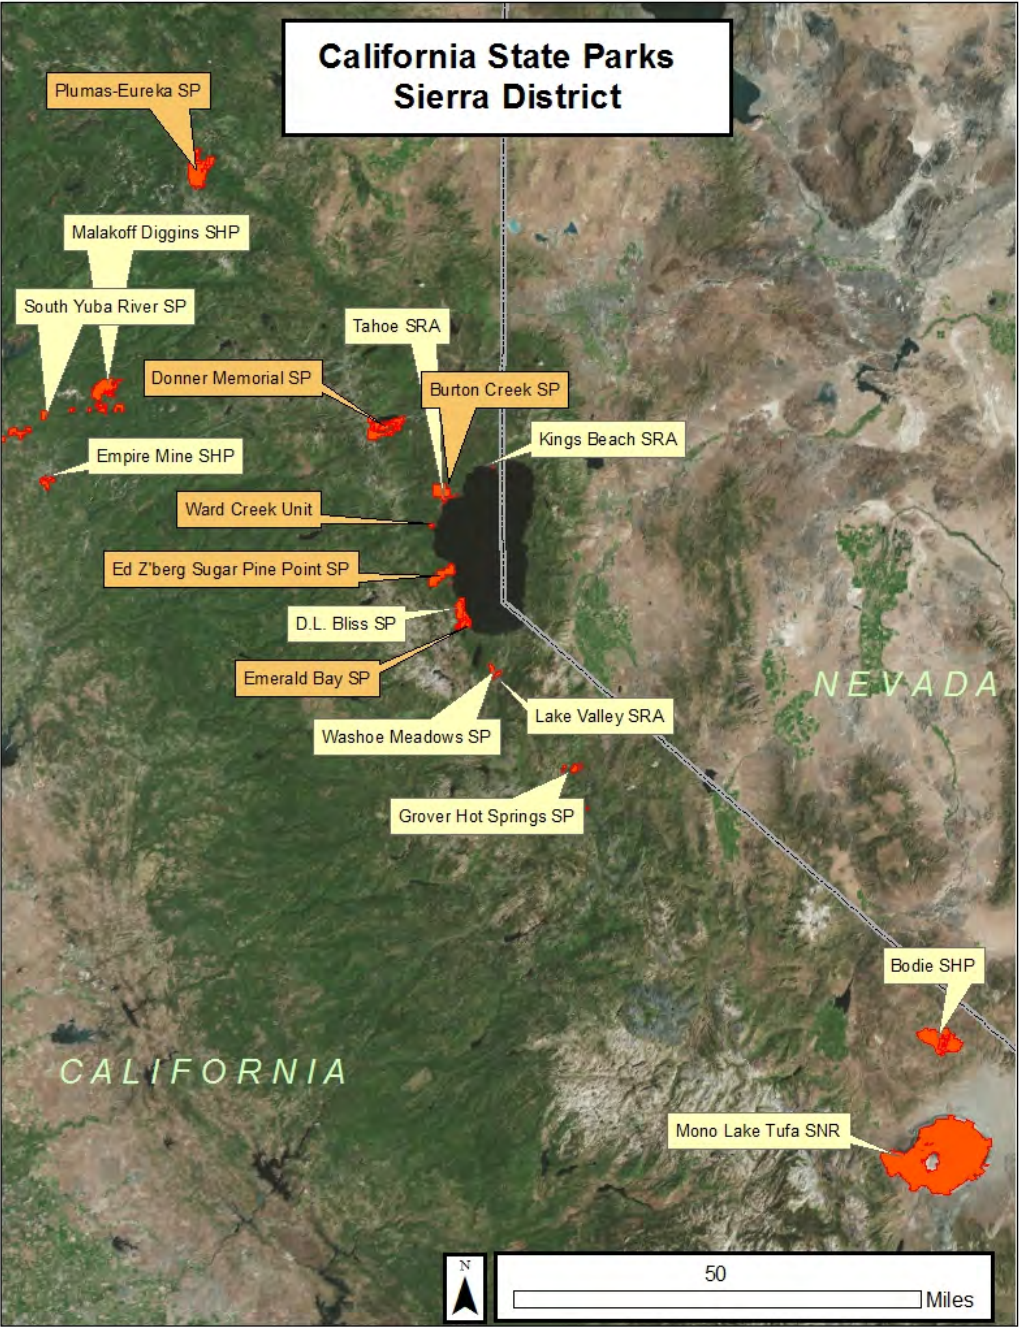 California State Parks
Sierra District
Plumas-Eureka SP
Malakoff Diggins SHP
South Yuba River SP
Tahoe SRA
Donner Memorial SP
Burton Creek SP
Kings Beach SRA
Empire Mine SHP
Ward Creek Unit
Ed Z'berg Sugar Pine Point SP
D.L. Bliss SP
Emerald Bay SP
NEVADA
Lake Valley SRA
Washoe Meadows SP
Grover Hot Springs SP
Bodie SHP
CALIFORNIA
Mono Lake Tufa SNR
N
50
Miles